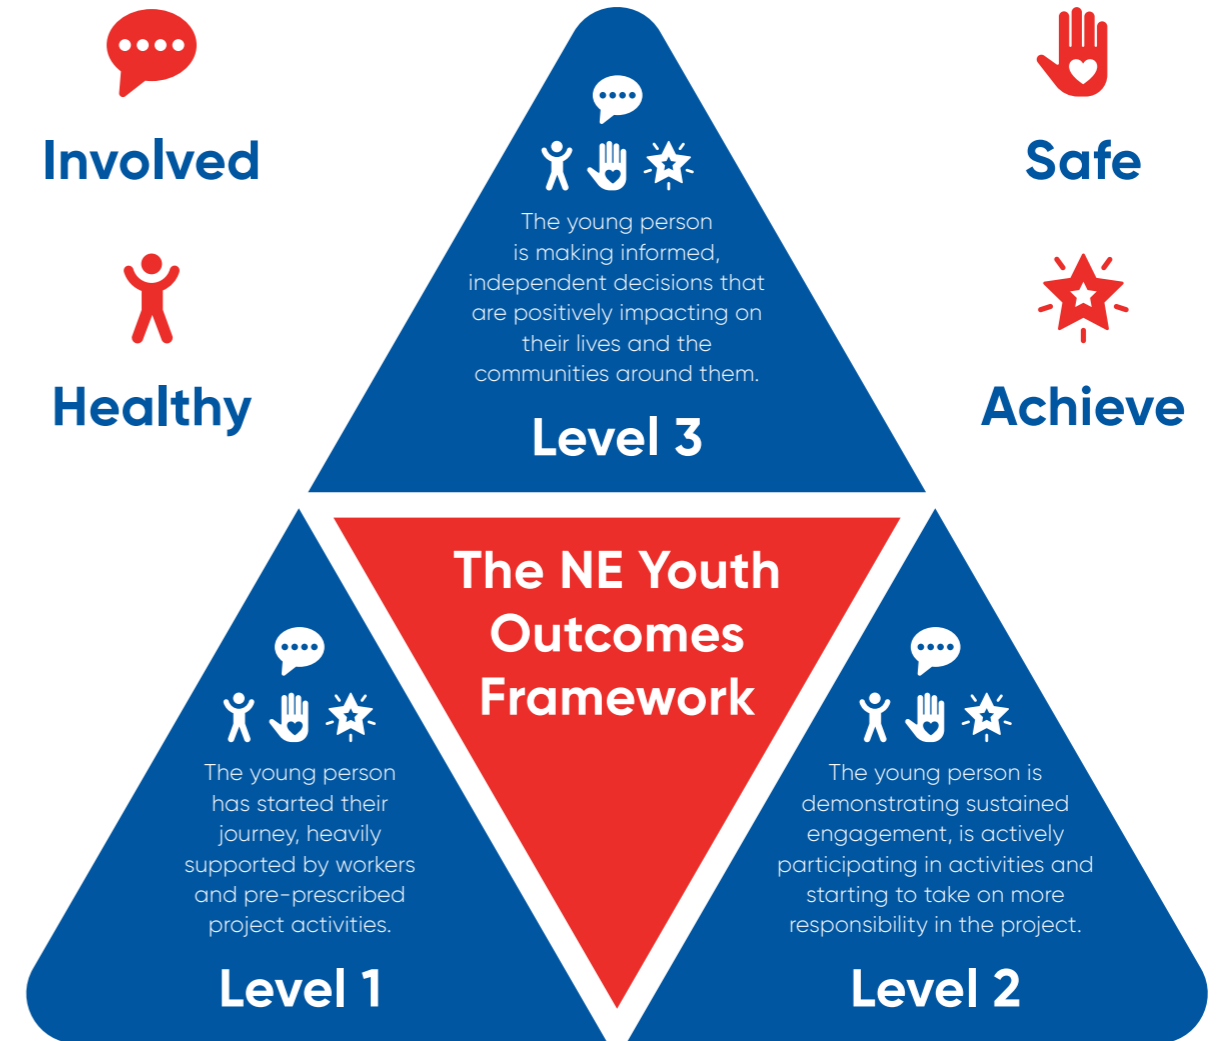 Involved
Safe
Healthy
Achieve
The young person
is making informed,
independent decisions that
are positively impacting on
their lives and the
communities around them.
Level 3
The NE Youth
Outcomes
Framework
The young person
has started their
journey, heavily
supported by workers
and pre-prescribed
project activities.
Level 1
The young person is
demonstrating sustained
engagement, is actively
participating in activities and
starting to take on more
responsibility in the project.
Level 2